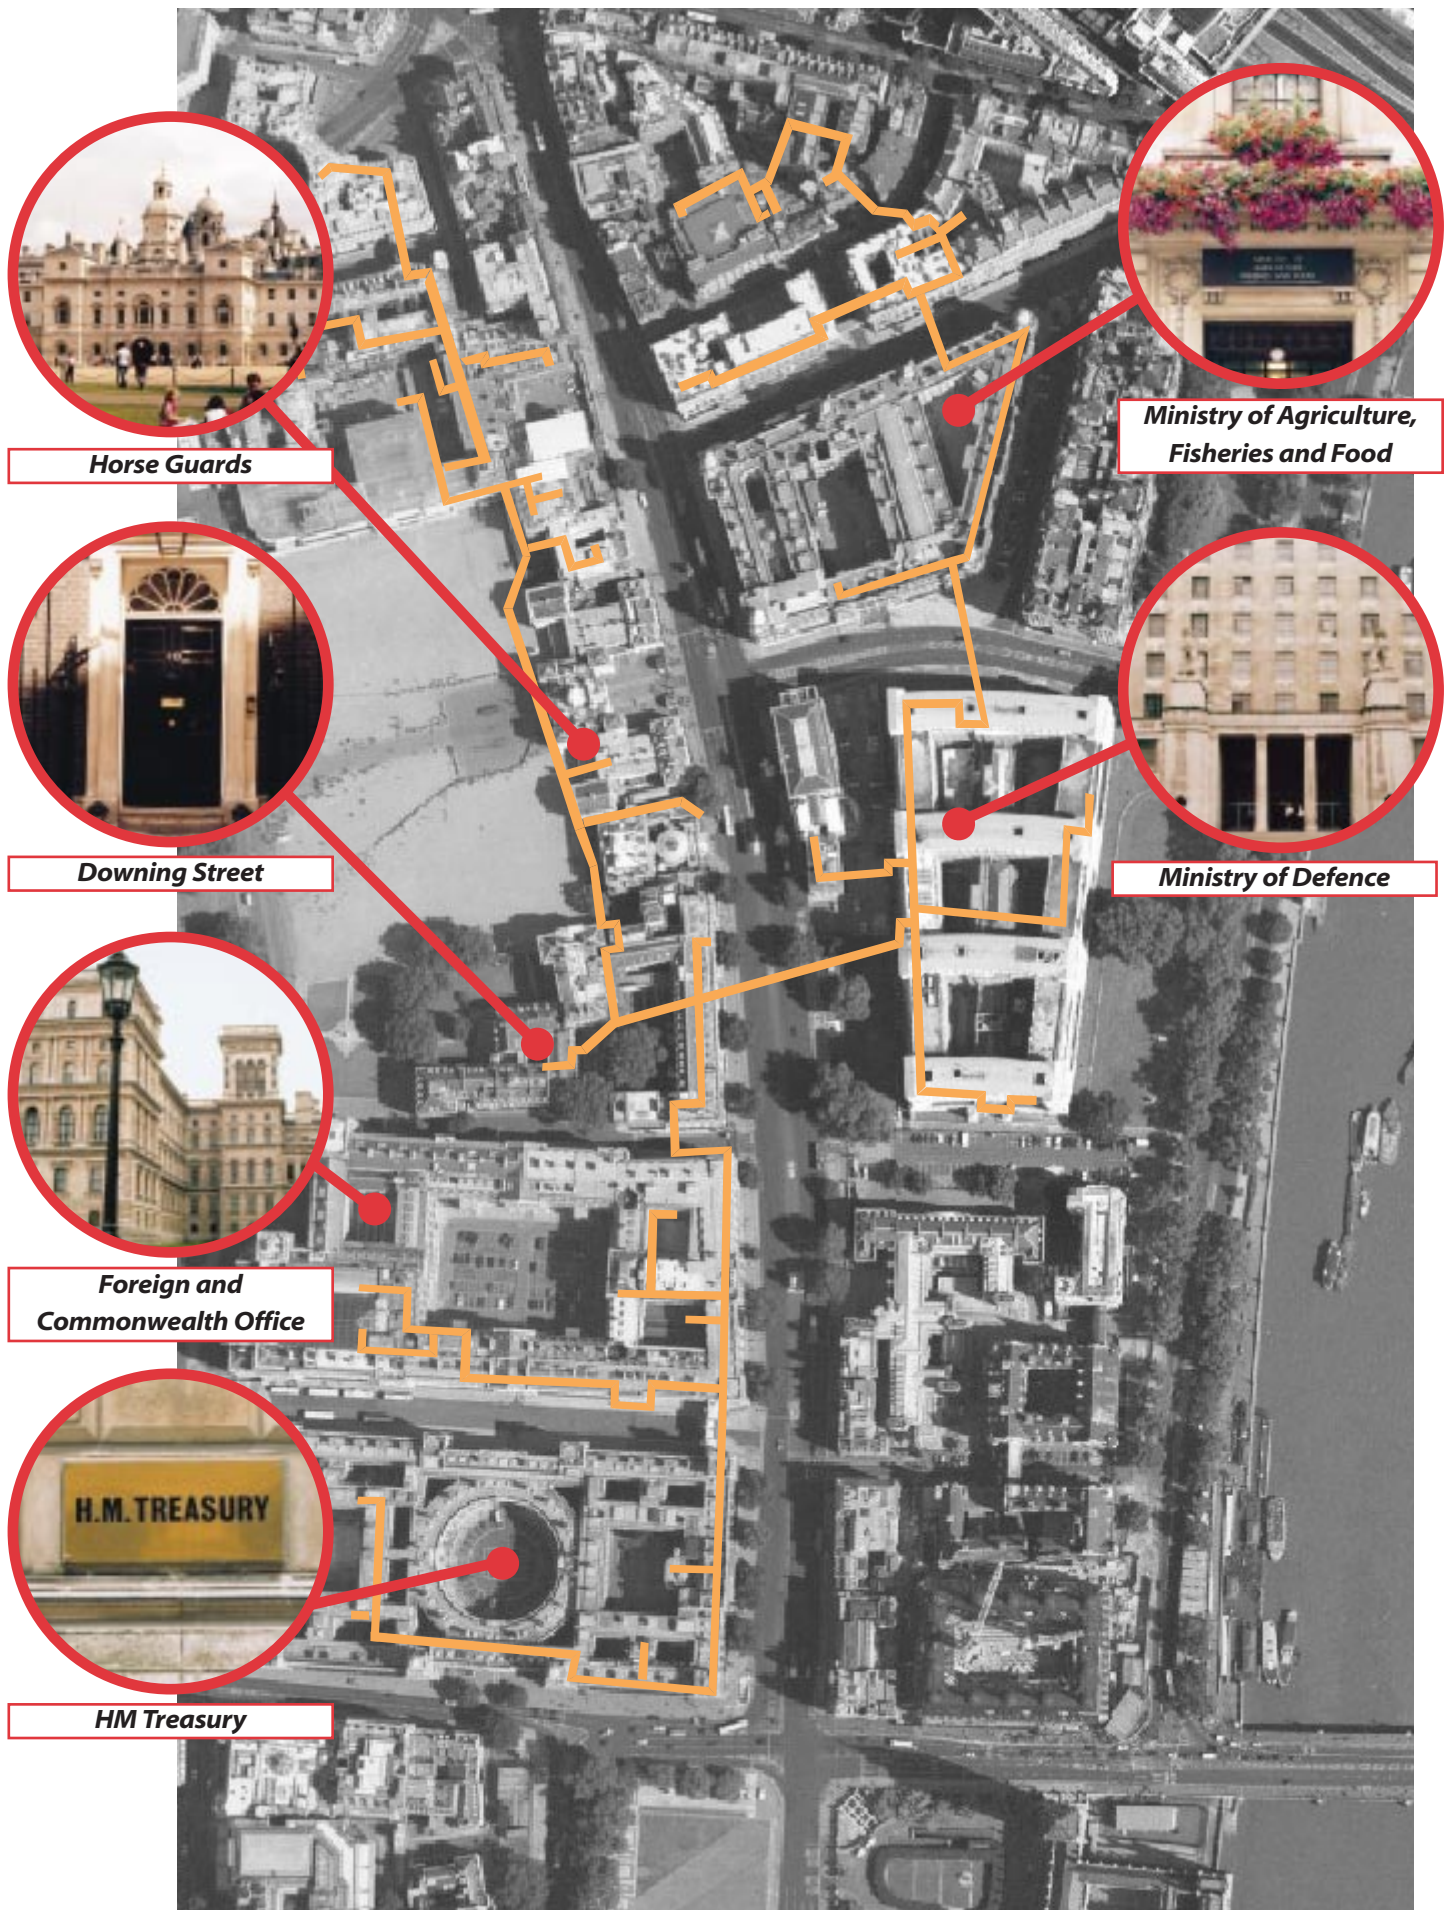 Horse Guards
Ministry of Agriculture,
Fisheries and Food
Downing Street
Ministry of Defence
Foreign and
Commonwealth Office
H.M. TREASURY
HM Treasury